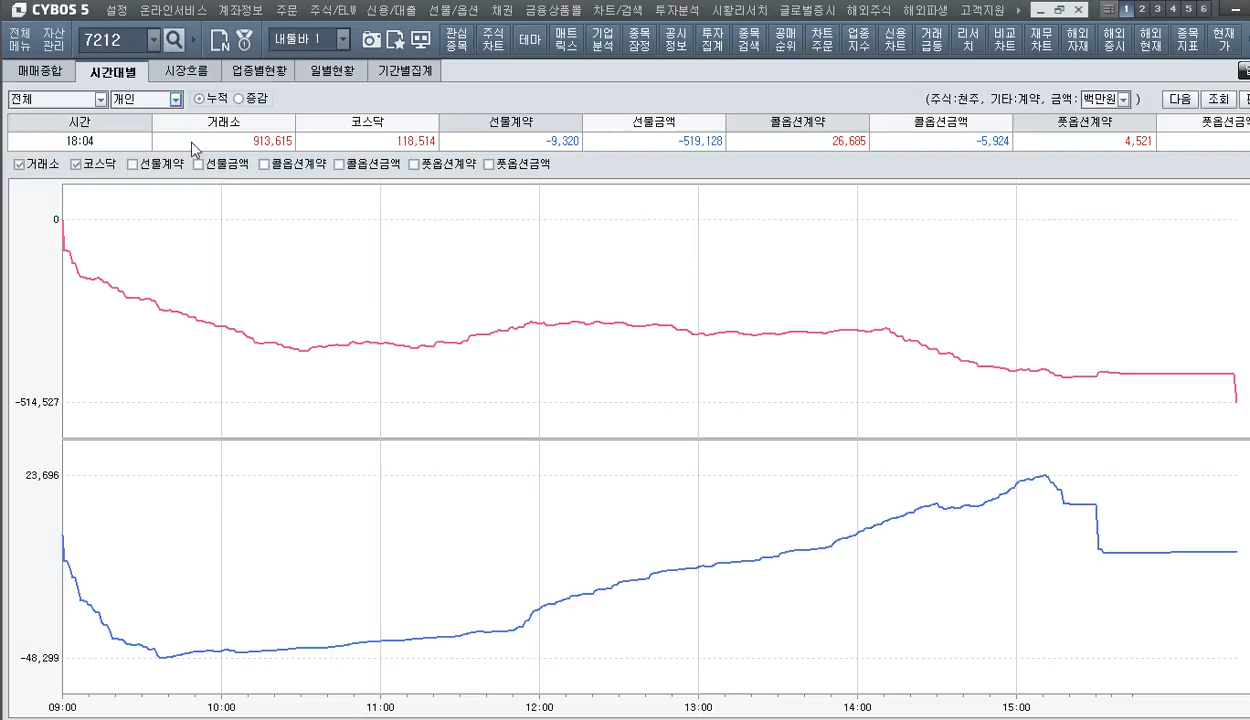 CYBOS 5 설정 온라인서비스 계좌정보 주문 주식/ELW 신용/대출 선물/옵션 채권 금융상품몰 차트/검색 투자분석 시황리서치 글로벌증시 해외주식 해외파생 고객지원 1 2 3 4 5 6
전체메뉴 자산관리 7212 내툴바 1 관심종목 주식차트 테마 매트릭스 기업분석 종목잠정 공시정보 투자집계 종목검색 공매순위 차트주문 업종지수 신용차트 거래급등 리서치 비교차트 재무차트 해외자재 해외증시 해외현재 종목지표 현재가
매매종합 시간대별 시장흐름 업종별현황 일별현황 기간별집계
전체 개인 누적 증감 (주식:천주, 기타:계약, 금액: 백만원 ) 다음 조회
시간 거래소 코스닥 선물계약 선물금액 콜옵션계약 콜옵션금액 풋옵션계약 풋옵션금
18:04 913,615 118,514 -9,320 -519,128 26,685 -5,924 4,521
거래소 코스닥 선물계약 선물금액 콜옵션계약 콜옵션금액 풋옵션계약 풋옵션금액
0
-514,527
23,696
-48,299
09:00 10:00 11:00 12:00 13:00 14:00 15:00